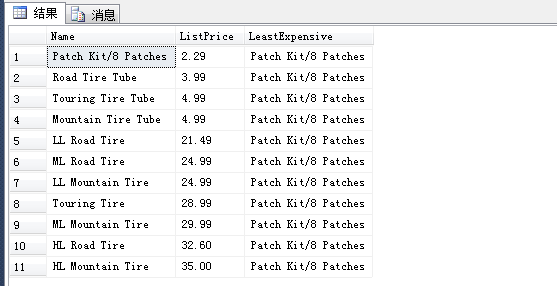 结果 消息
Name ListPrice LeastExpensive
1 Patch Kit/8 Patches 2.29 Patch Kit/8 Patches
2 Road Tire Tube 3.99 Patch Kit/8 Patches
3 Touring Tire Tube 4.99 Patch Kit/8 Patches
4 Mountain Tire Tube 4.99 Patch Kit/8 Patches
5 LL Road Tire 21.49 Patch Kit/8 Patches
6 ML Road Tire 24.99 Patch Kit/8 Patches
7 LL Mountain Tire 24.99 Patch Kit/8 Patches
8 Touring Tire 28.99 Patch Kit/8 Patches
9 ML Mountain Tire 29.99 Patch Kit/8 Patches
10 HL Road Tire 32.60 Patch Kit/8 Patches
11 HL Mountain Tire 35.00 Patch Kit/8 Patches